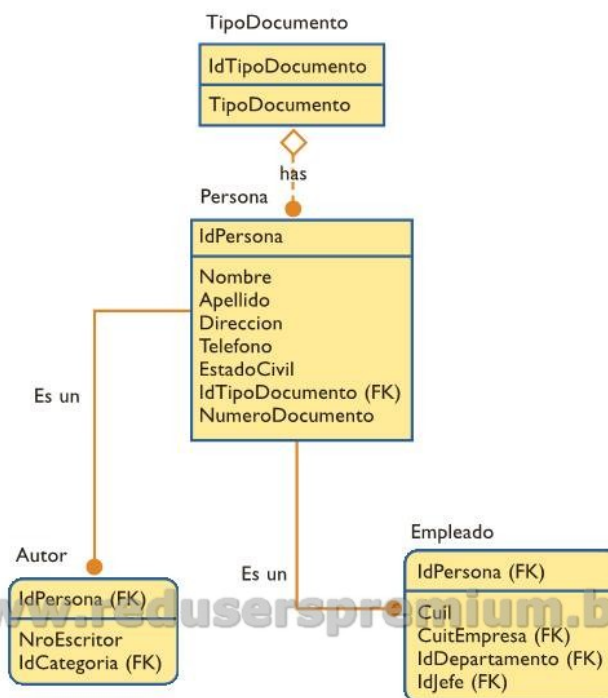 TipoDocumento
IdTipoDocumento
TipoDocumento
has
Persona
IdPersona
Nombre
Apellido
Direccion
Telefono
EstadoCivil
IdTipoDocumento (FK)
NumeroDocumento
Es un
Es un
Autor
IdPersona (FK)
NroEscritor
IdCategoria (FK)
Empleado
IdPersona (FK)
Cuil
CuitEmpresa (FK)
IdDepartamento (FK)
IdJefe (FK)